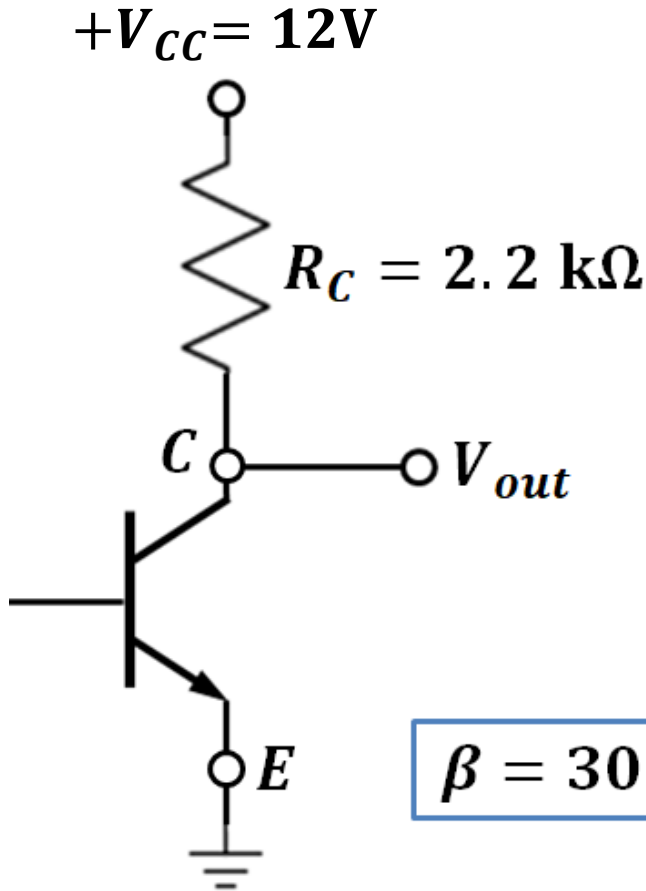 +V_CC= 12V
R_C = 2.2 kΩ
C
V_out
E
β = 30